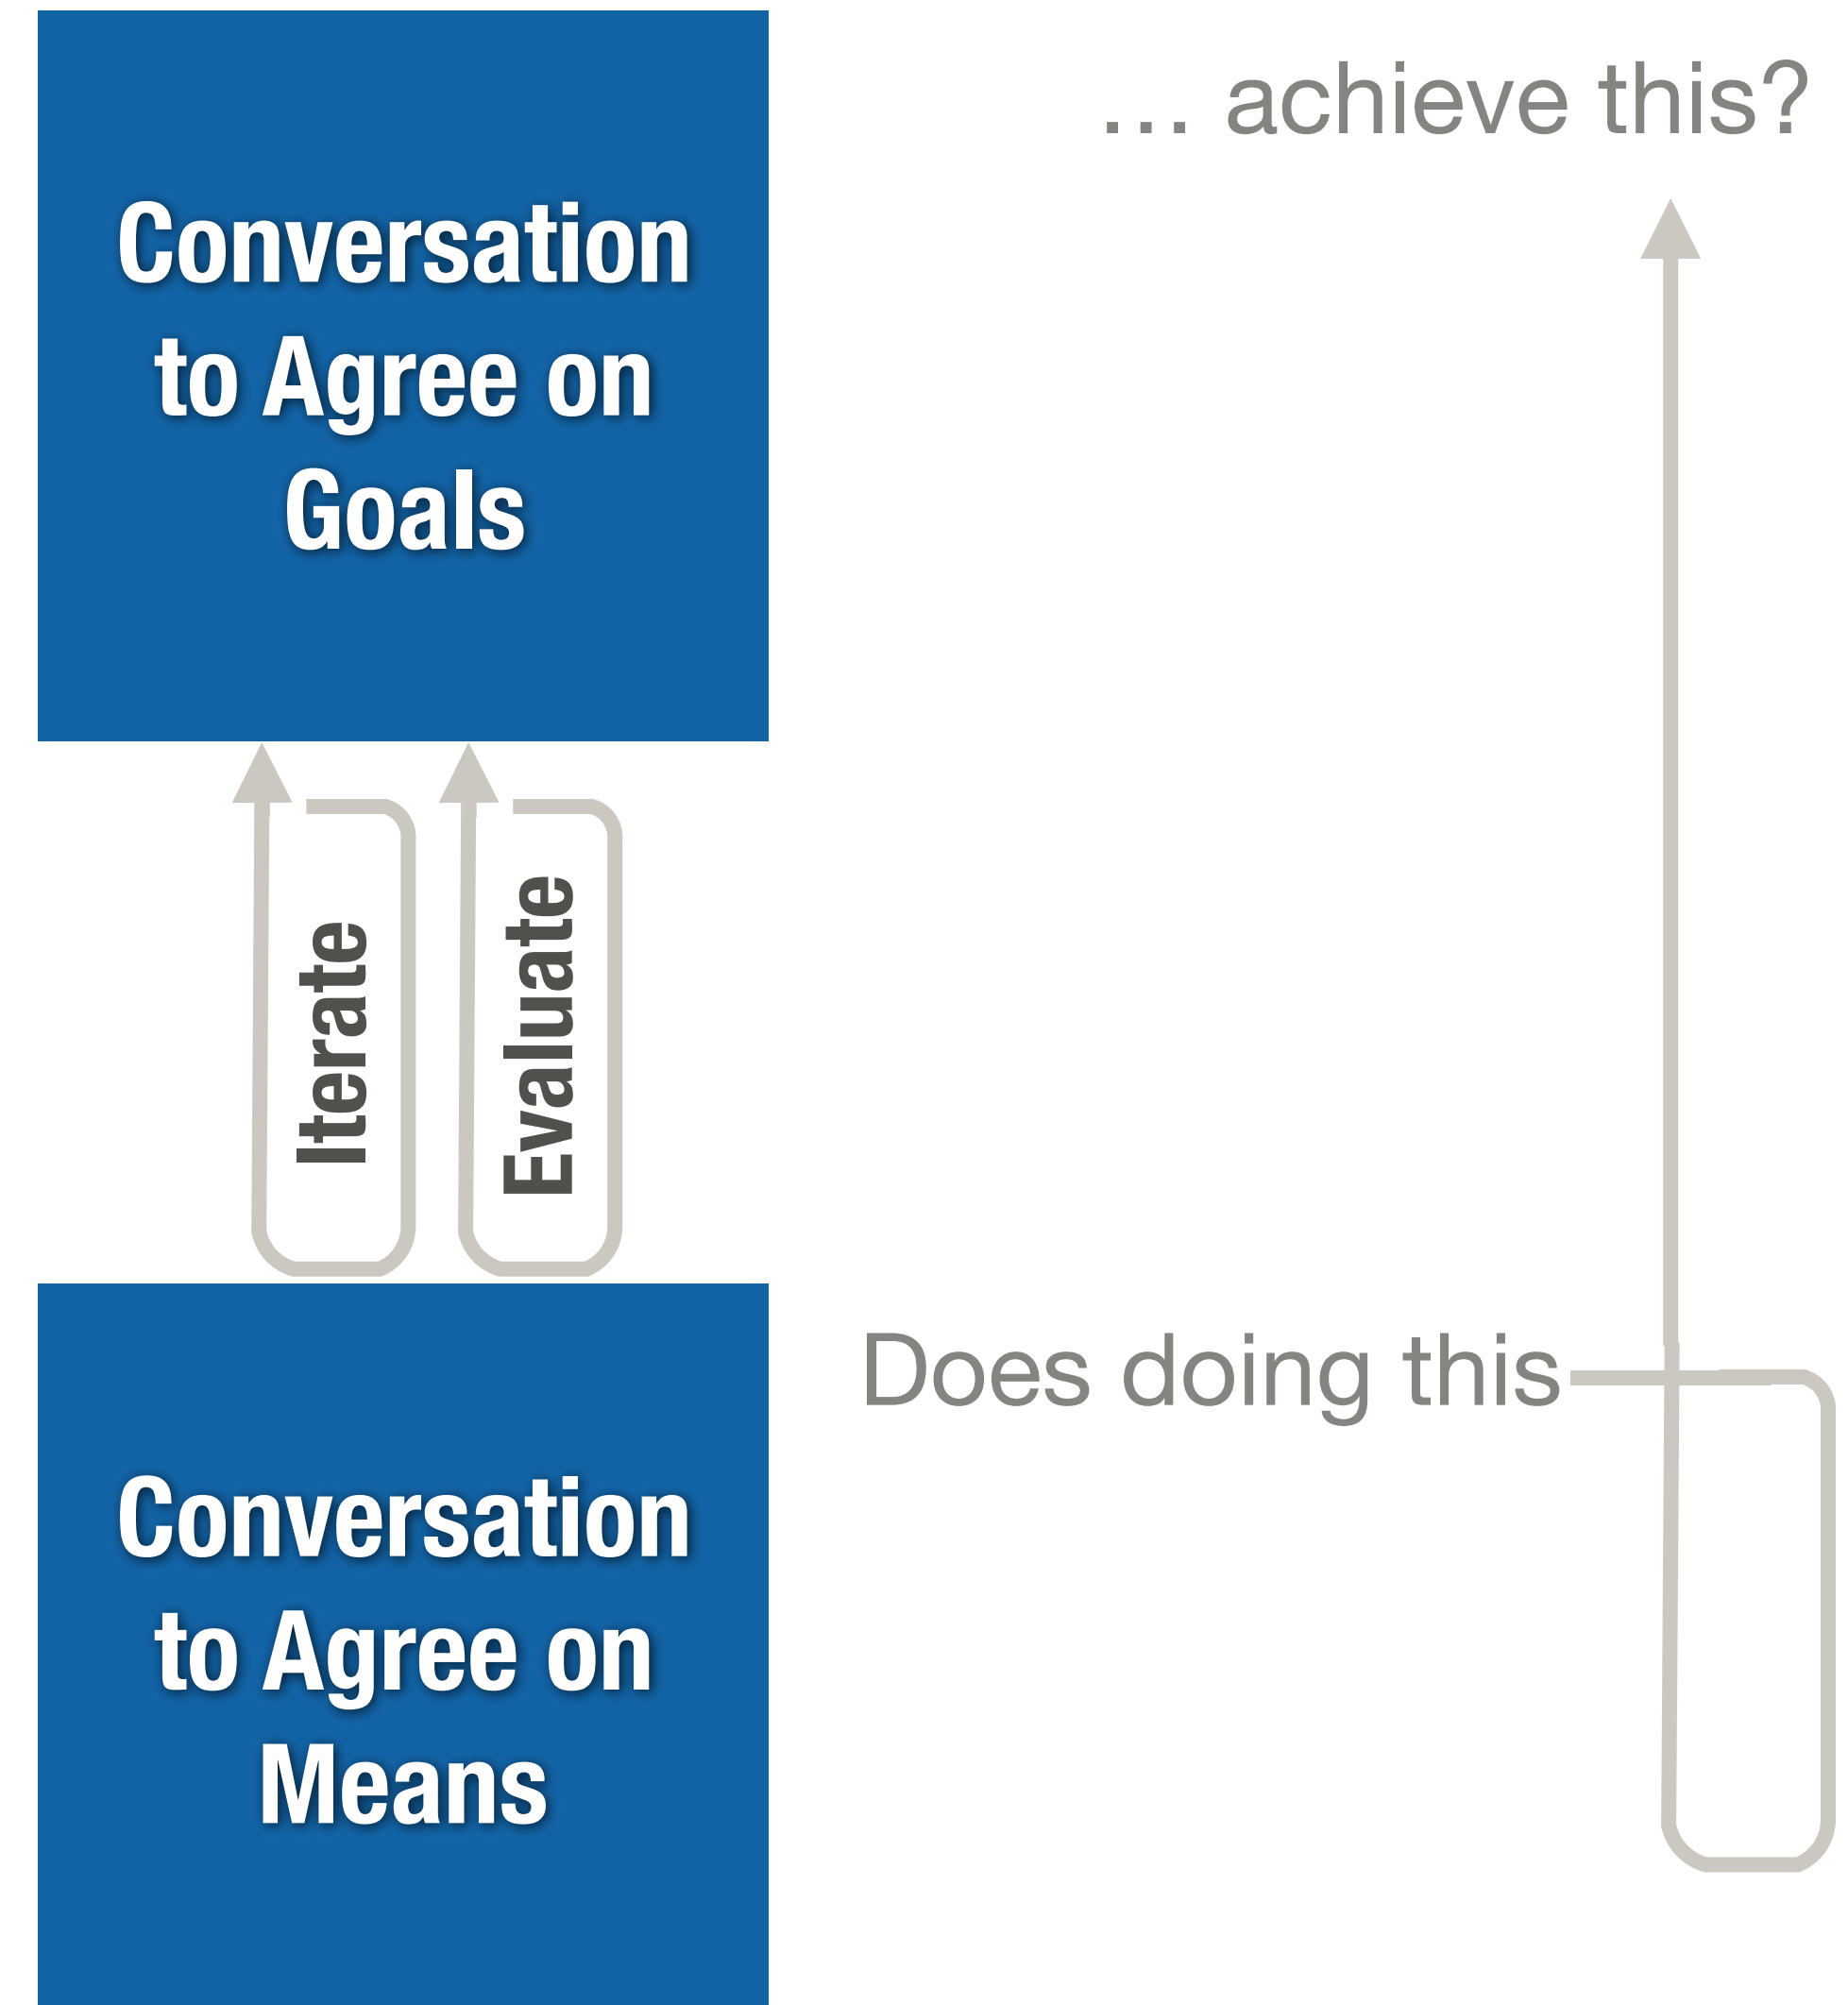 … achieve this?
Conversation
to Agree on
Goals
Iterate
Evaluate
Does doing this
Conversation
to Agree on
Means